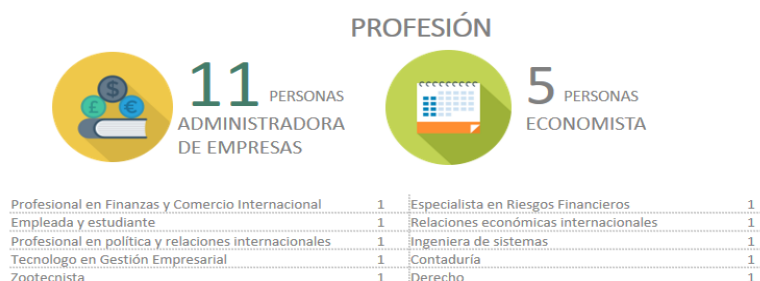 PROFESIÓN
11 PERSONAS
ADMINISTRADORA
DE EMPRESAS
5 PERSONAS
ECONOMISTA
Profesional en Finanzas y Comercio Internacional 1
Especialista en Riesgos Financieros 1
Empleada y estudiante 1
Relaciones económicas internacionales 1
Profesional en política y relaciones internacionales 1
Ingeniera de sistemas 1
Tecnologo en Gestión Empresarial 1
Contaduría 1
Zootecnista 1
Derecho 1